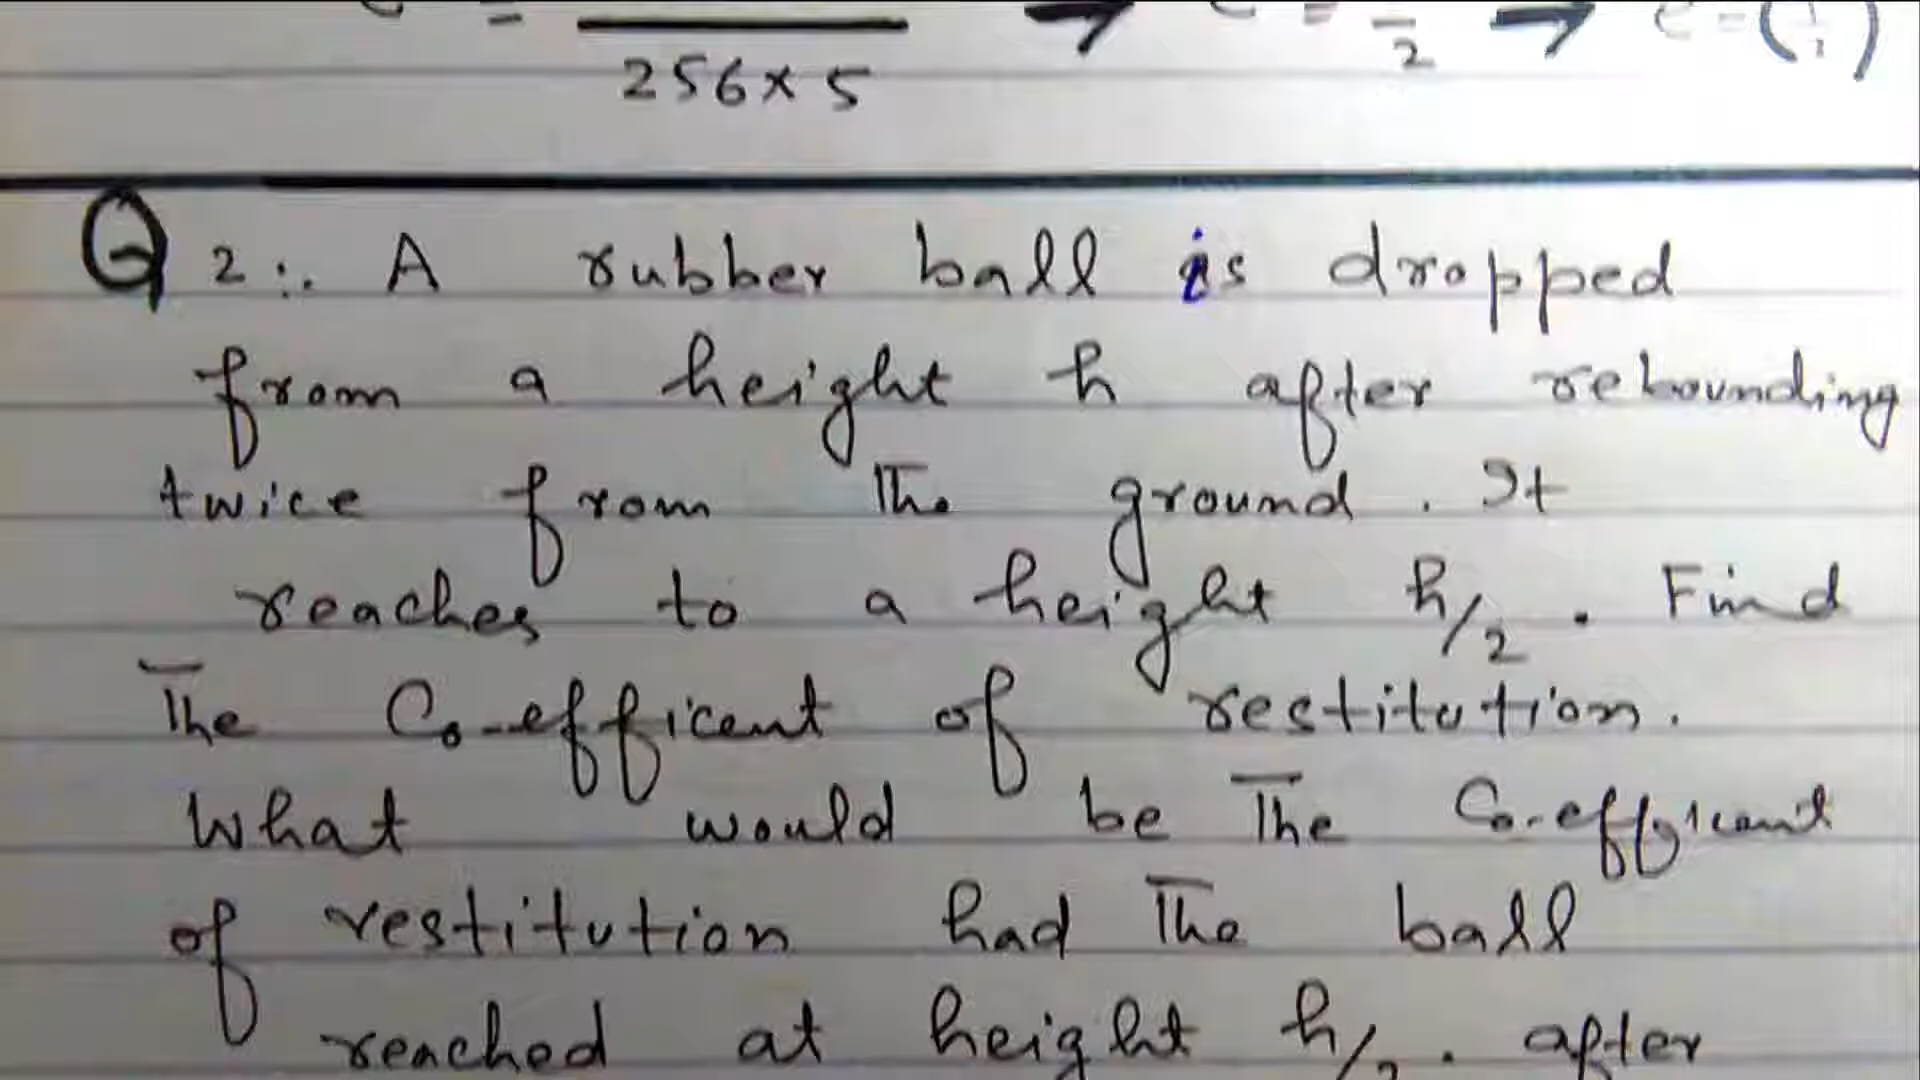 256x5 → 2 →
Q2:. A rubber ball is dropped
from a height h after rebounding
twice from The ground. It
reaches to a height h/2. Find
The Co-efficent of restitution.
What would be The Co-efficient
of restitution had The ball
reached at height h/2. after